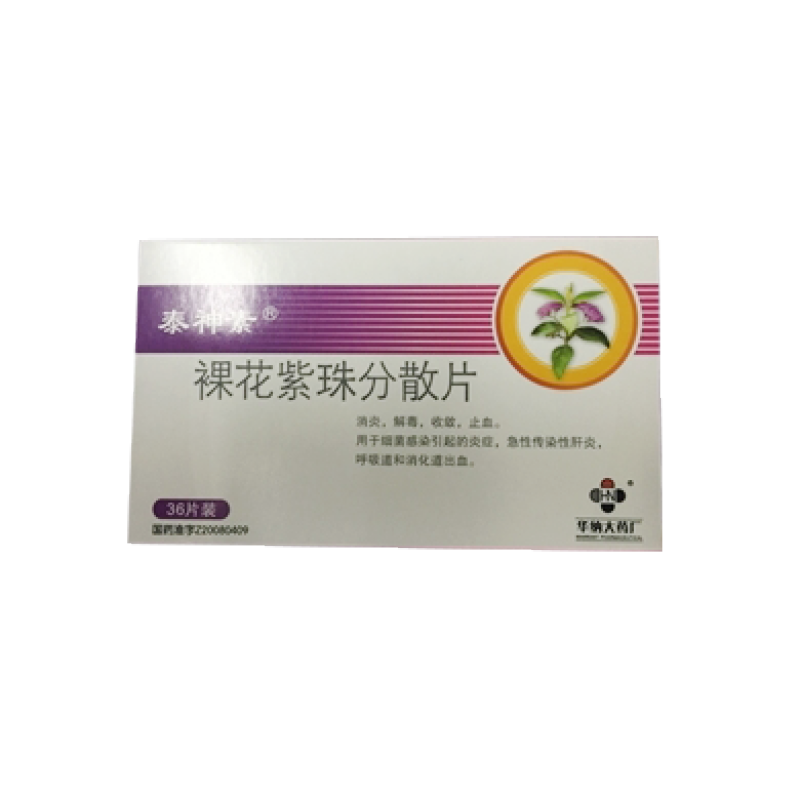 泰神奈®
裸花紫珠分散片
消炎，解毒，收敛，止血。
用于细菌感染引起的炎症，急性传染性肝炎，
呼吸道和消化道出血。
36片装
国药准字Z20080409
HN
®
华纳大药厂